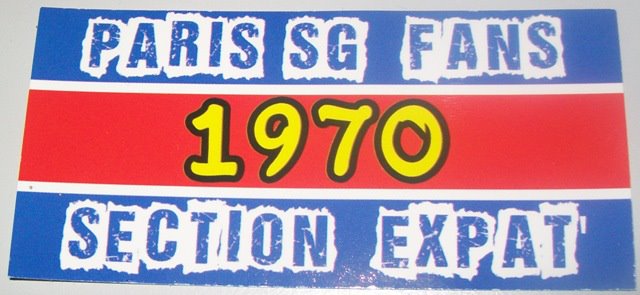 PARIS SG FANS
1970
SECTION EXPAT'